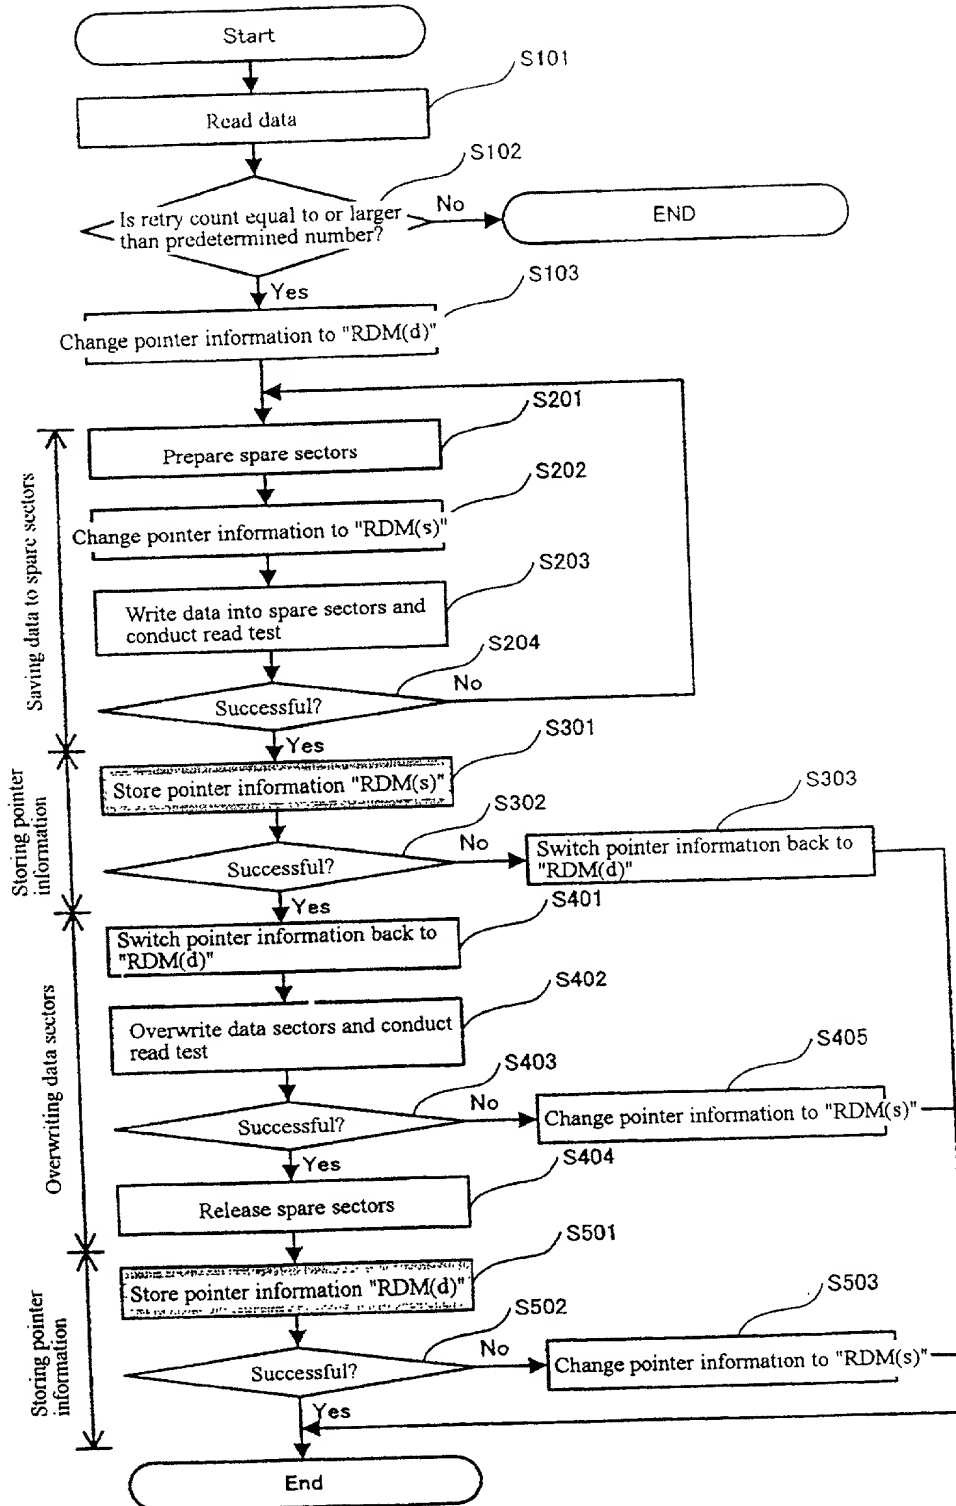 Start
S101
Read data
S102
Is retry count equal to or larger
than predetermined number?
No
END
Yes
S103
Change pointer information to "RDM(d)"
S201
Prepare spare sectors
S202
Change pointer information to "RDM(s)"
S203
Write data into spare sectors and
conduct read test
S204
Successful?
No
Yes
Saving data to spare sectors
S301
Store pointer information "RDM(s)"
S302
Successful?
No
S303
Switch pointer information back to
"RDM(d)"
Yes
Storing pointer
information
S401
Switch pointer information back to
"RDM(d)"
S402
Overwrite data sectors and conduct
read test
S403
Successful?
No
S405
Change pointer information to "RDM(s)"
Yes
S404
Release spare sectors
Overwriting data sectors
S501
Store pointer information "RDM(d)"
S502
Successful?
No
S503
Change pointer information to "RDM(s)"
Yes
Storing pointer
information
End